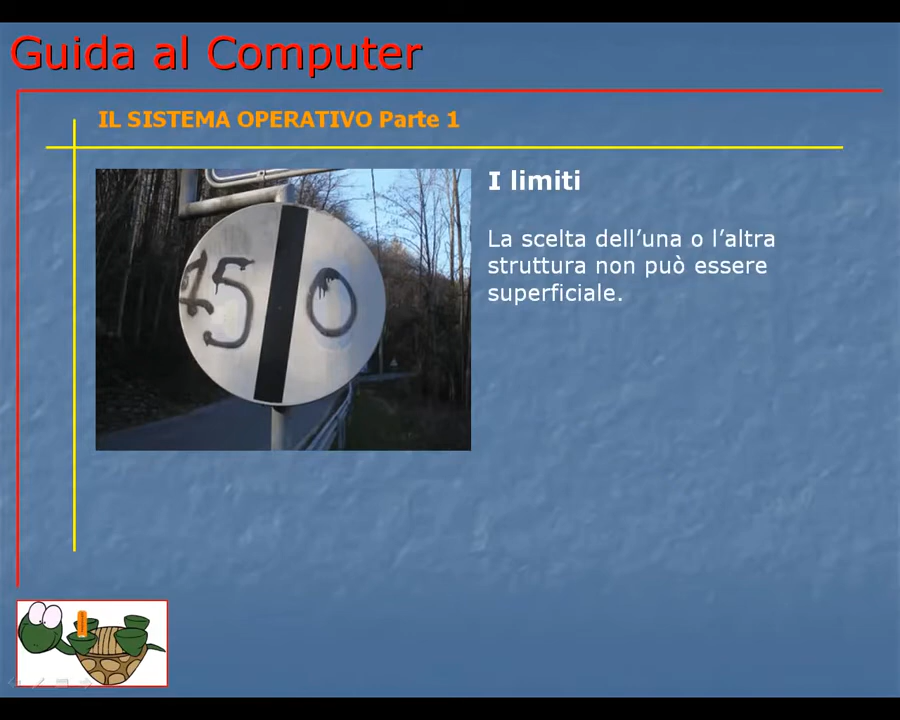 Guida al Computer
IL SISTEMA OPERATIVO Parte 1
I limiti
La scelta dell'una o l'altra
struttura non può essere
superficiale.
150